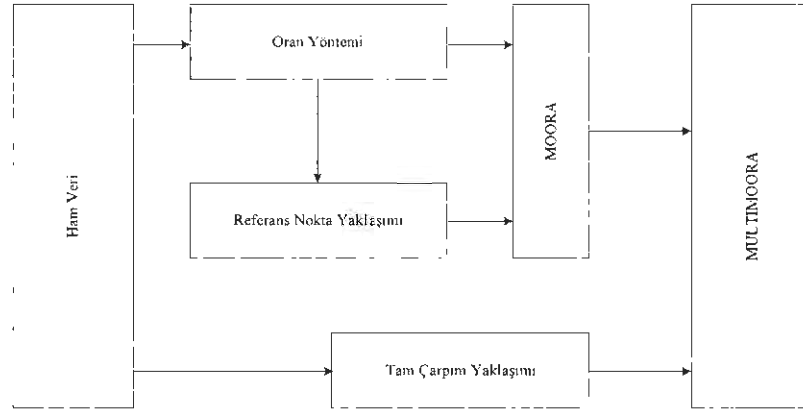 Ham Veri
Oran Yöntemi
Referans Nokta Yaklaşımı
MOORA
Tam Çarpım Yaklaşımı
MULTIMOORA